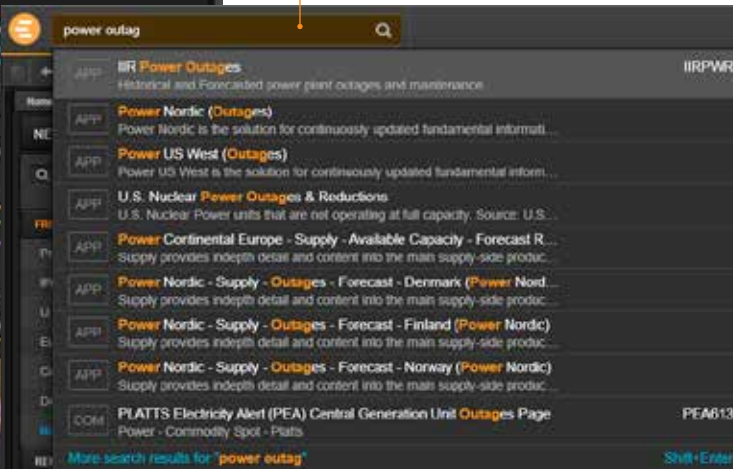 power outag
APP
IIR Power Outages
IIRPWR
Historical and Forecasted power plant outages and maintenance
APP
Power Nordic (Outages)
Power Nordic is the solution for continuously updated fundamental informati...
APP
Power US West (Outages)
Power US West is the solution for continuously updated fundamental inform...
APP
U.S. Nuclear Power Outages & Reductions
U.S. Nuclear Power units that are not operating at full capacity. Source: U.S...
APP
Power Continental Europe - Supply - Available Capacity - Forecast R...
Supply provides indepth detail and content into the main supply-side produc...
APP
Power Nordic - Supply - Outages - Forecast - Denmark (Power Nord...
Supply provides indepth detail and content into the main supply-side produc...
APP
Power Nordic - Supply - Outages - Forecast - Finland (Power Nordic)
Supply provides indepth detail and content into the main supply-side produc...
APP
Power Nordic - Supply - Outages - Forecast - Norway (Power Nordic)
Supply provides indepth detail and content into the main supply-side produc...
COM
PLATTS Electricity Alert (PEA) Central Generation Unit Outages Page
PEA613
Power - Commodity Spot - Platts
More search results for "power outag"
Shift+Enter